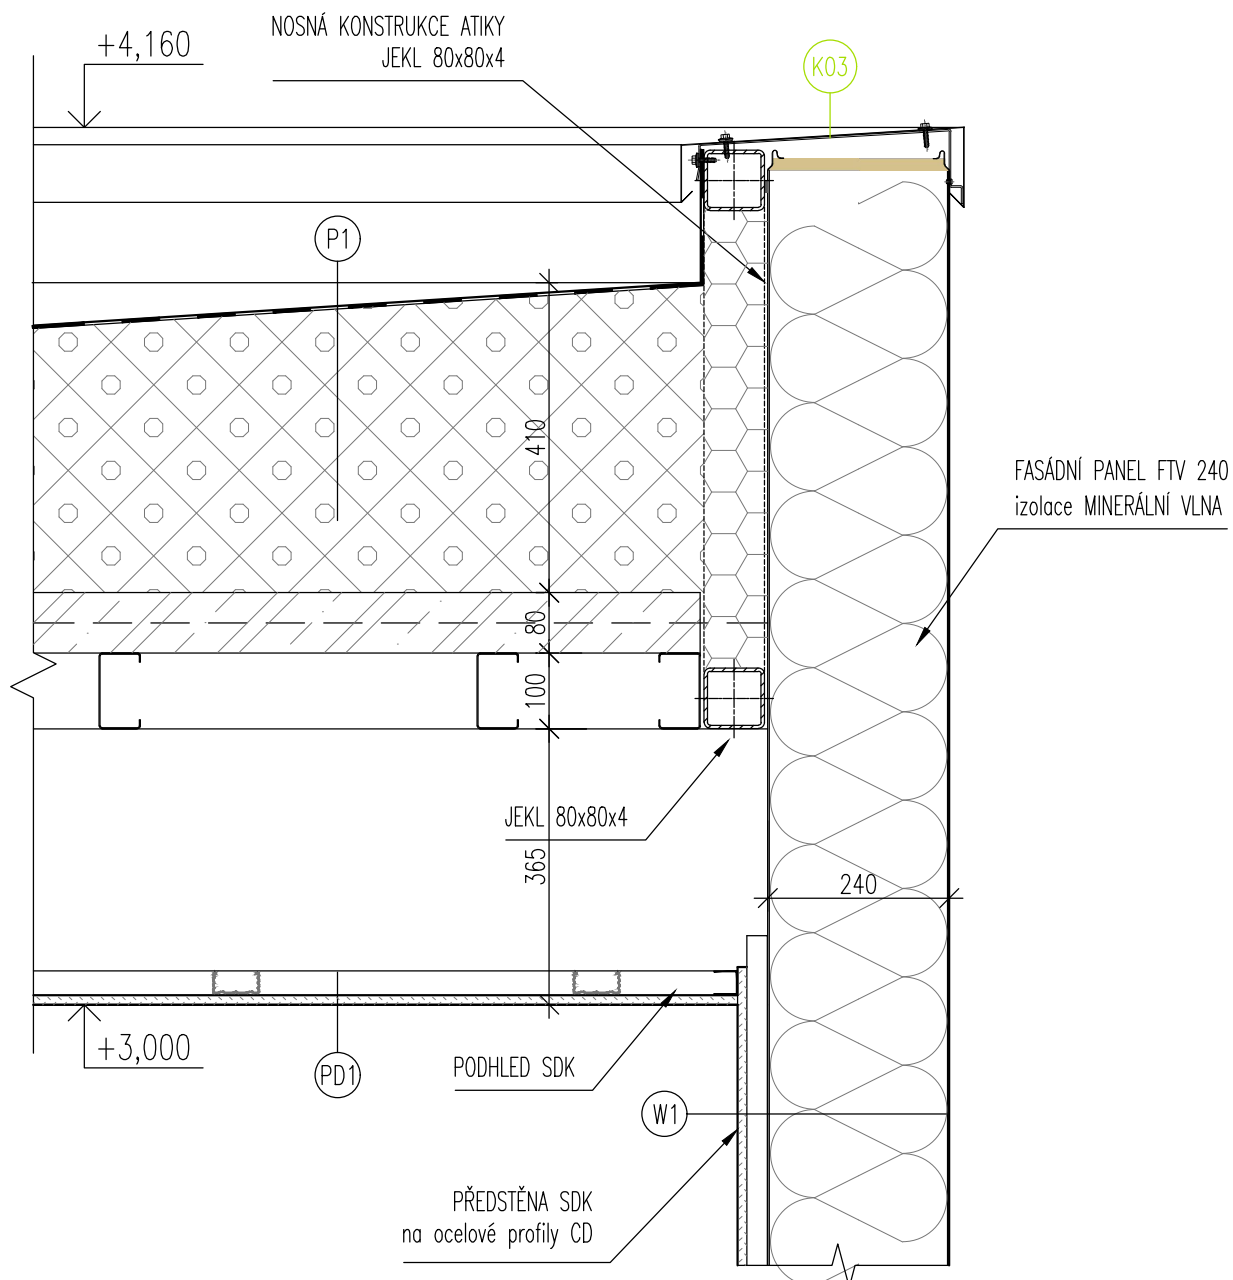 NOSNÁ KONSTRUKCE ATIKY
JEKL 80x80x4
+4,160
K03
P1
410
FASÁDNÍ PANEL FTV 240
izolace MINERÁLNÍ VLNA
80
100
JEKL 80x80x4
365
240
+3,000
PD1
PODHLED SDK
W1
PŘEDSTĚNA SDK
na ocelové profily CD